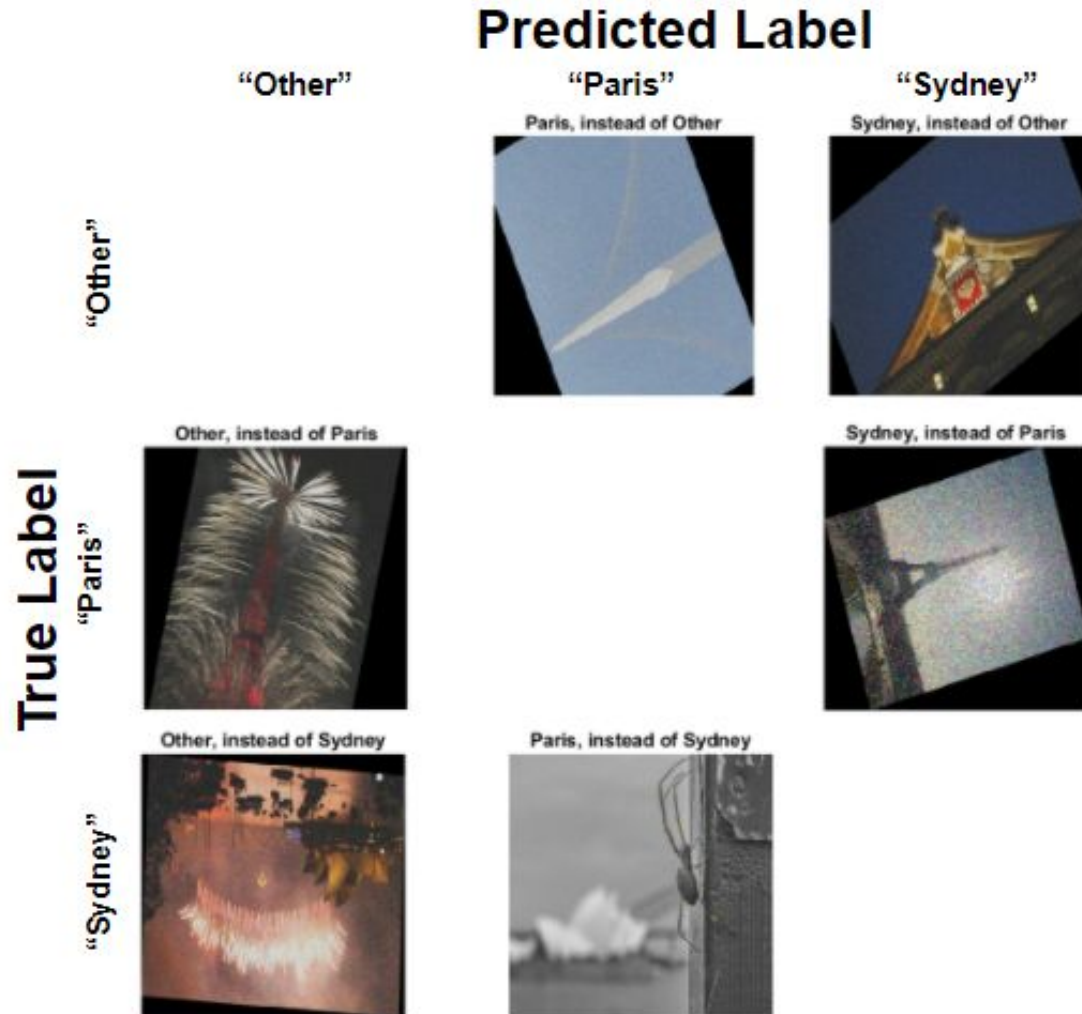 Predicted Label
“Other” “Paris” “Sydney”
Paris, instead of Other
Sydney, instead of Other
“Other”
Other, instead of Paris
Sydney, instead of Paris
True Label
“Paris”
Other, instead of Sydney
Paris, instead of Sydney
“Sydney”